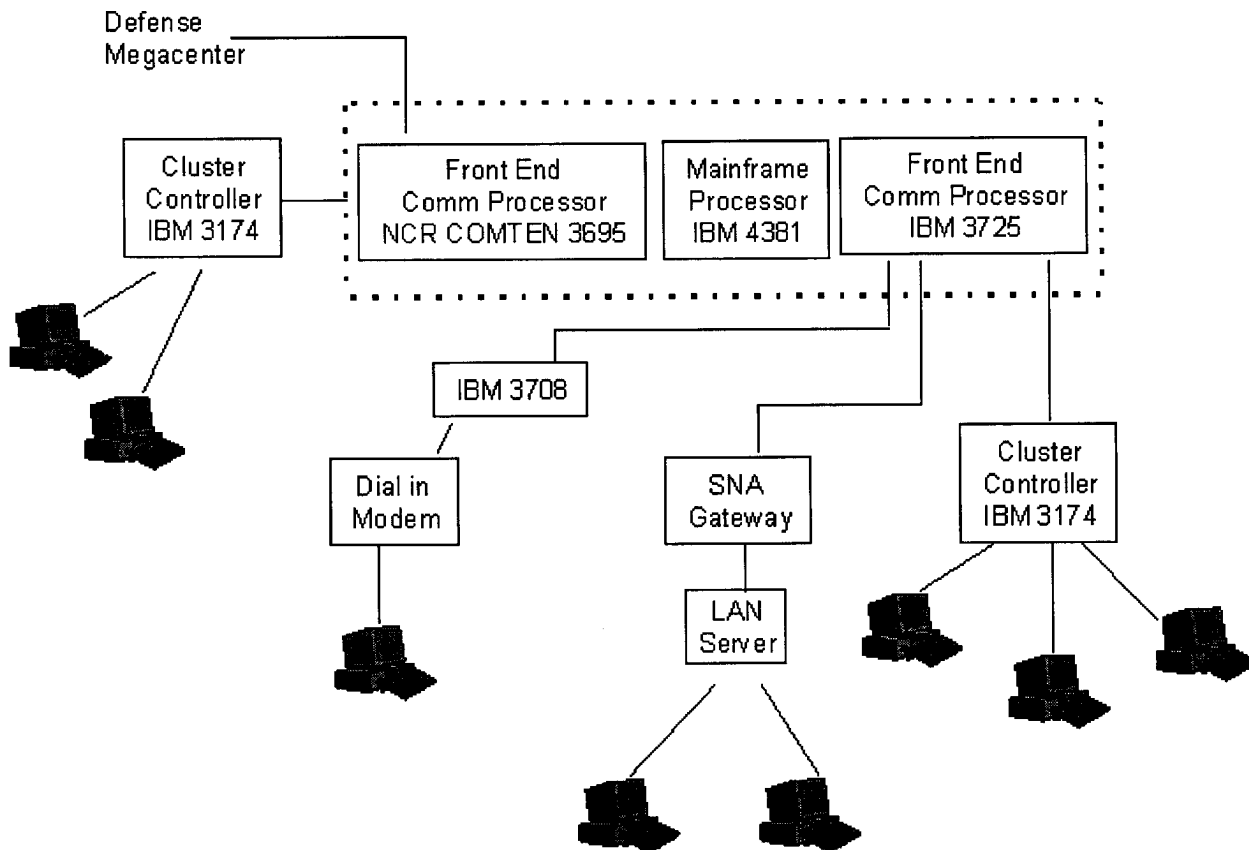 Defense
Megacenter
Cluster
Controller
IBM 3174
Front End
Comm Processor
NCR COMTEN 3695
Mainframe
Processor
IBM 4381
Front End
Comm Processor
IBM 3725
IBM 3708
Dial in
Modem
SNA
Gateway
Cluster
Controller
IBM 3174
LAN
Server